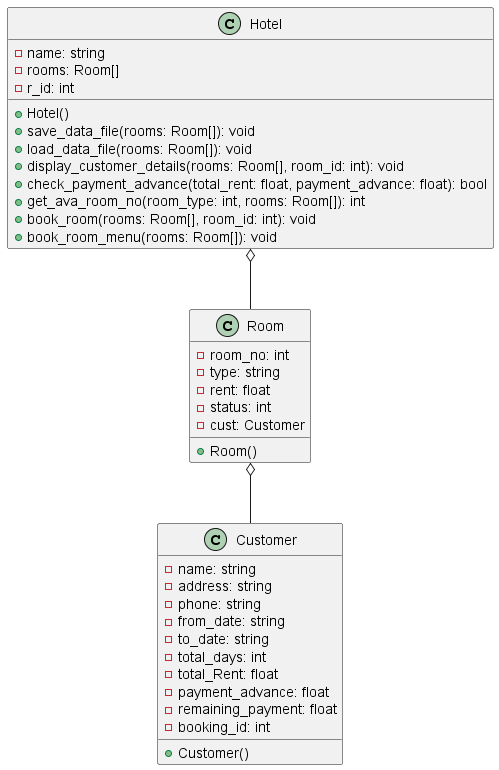 C Hotel
name: string
rooms: Room[]
r_id: int
Hotel()
save_data_file(rooms: Room[]): void
load_data_file(rooms: Room[]): void
display_customer_details(rooms: Room[], room_id: int): void
check_payment_advance(total_rent: float, payment_advance: float): bool
get_ava_room_no(room_type: int, rooms: Room[]): int
book_room(rooms: Room[], room_id: int): void
book_room_menu(rooms: Room[]): void
C Room
room_no: int
type: string
rent: float
status: int
cust: Customer
Room()
C Customer
name: string
address: string
phone: string
from_date: string
to_date: string
total_days: int
total_Rent: float
payment_advance: float
remaining_payment: float
booking_id: int
Customer()